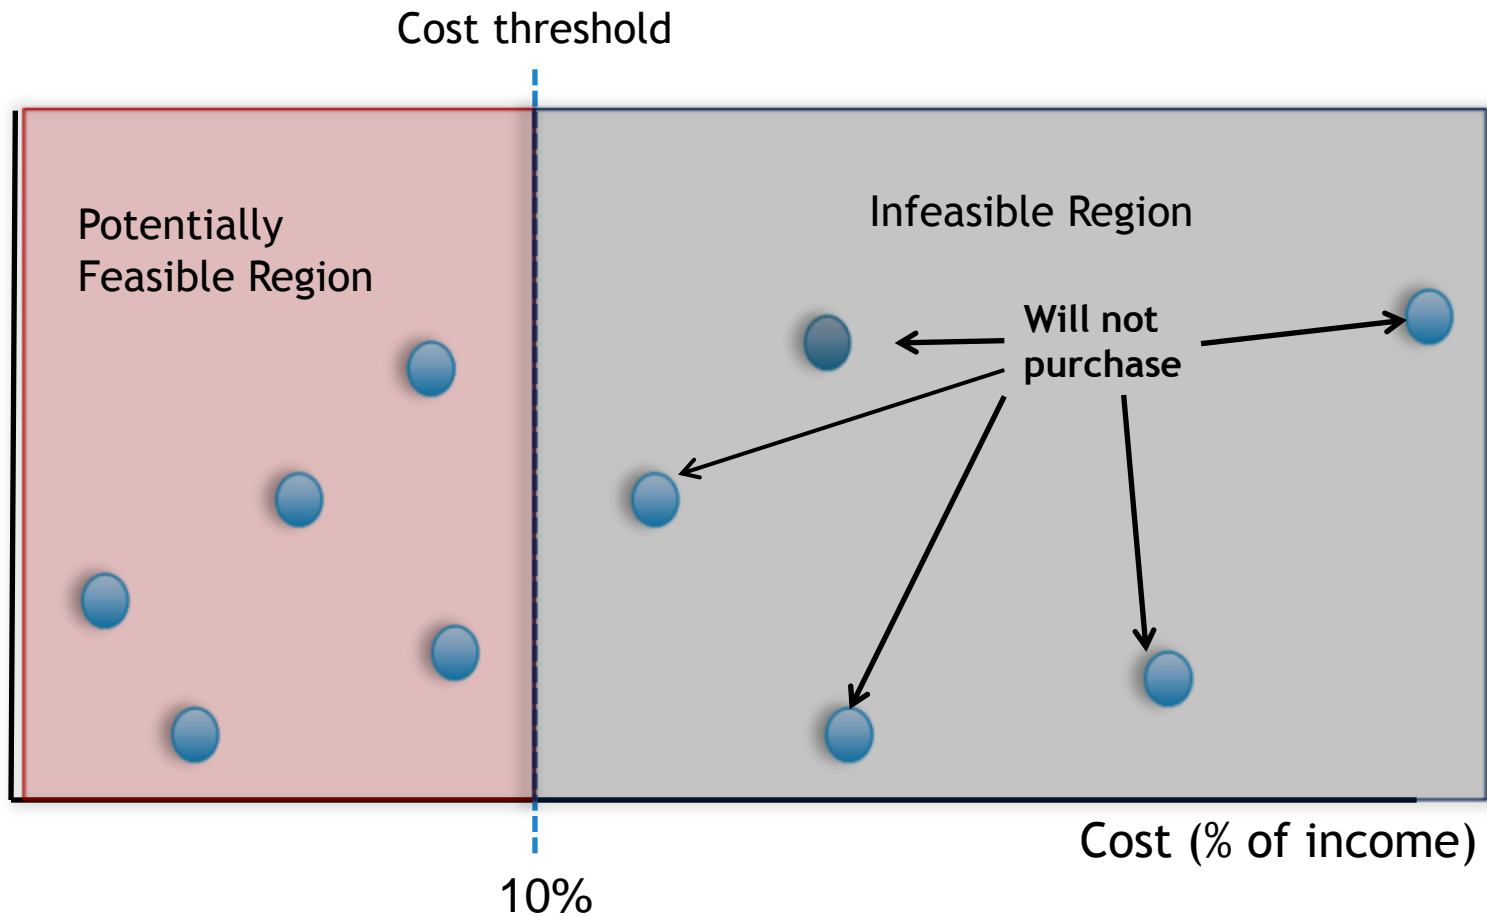 Cost threshold
Potentially
Feasible Region
Infeasible Region
Will not
purchase
Cost (% of income)
10%